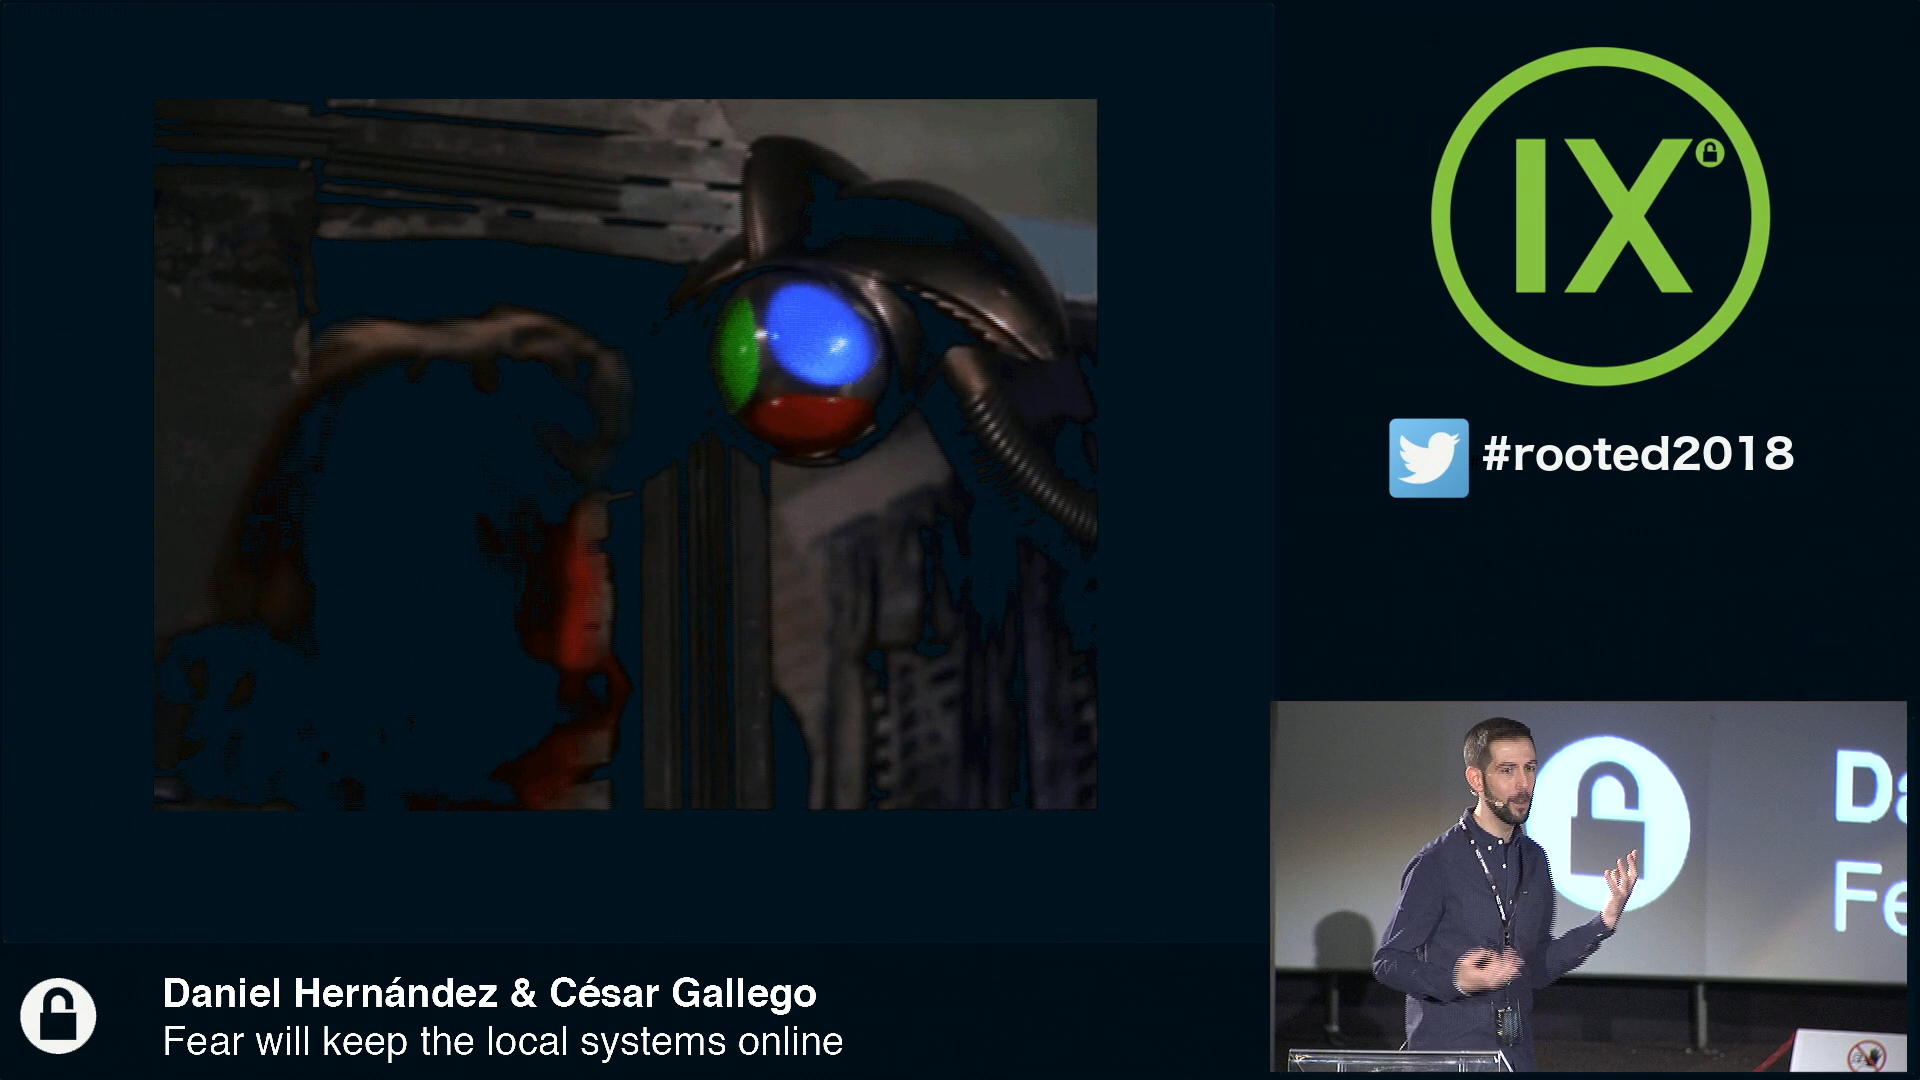 IX
#rooted2018
Da
Fe
Daniel Hernández & César Gallego
Fear will keep the local systems online